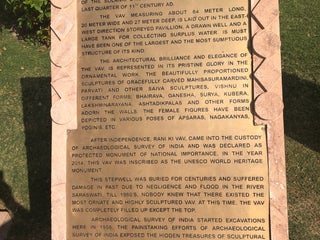 LAST QUARTER OF 11TH CENTURY AD.
THE VAV MEASURING ABOUT 64 METER LONG,
20 METER WIDE AND 27 METER DEEP, IS LAID OUT IN THE EAST-
WEST DIRECTION STOREYED PAVILION, A DRAWN WELL AND A
LARGE TANK FOR COLLECTING SURPLUS WATER. IS MUST
HAVE BEEN ONE OF THE LARGEST AND THE MOST SUMPTUOUS
STRUCTURE OF ITS KIND.
THE ARCHITECTURAL BRILLIANCE AND ELEGANCE OF
THE VAV, IS REPRESENTED IN ITS PRISTINE GLORY IN THE
ORNAMENTAL WORK. THE BEAUTIFULLY PROPORTIONED
SCULPTURES OF GRACEFULLY CARVED MAHISASURAMARDINI,
PARVATI AND OTHER SAIVA SCULPTURES, VISHNU IN
DIFFERENT FORMS, BHAIRAVA, GANESHA, SURYA, KUBERA,
LAKSHMINARAYANA, ASHTADIKPALAS AND OTHER FORMS
ADORN THE WALLS. THE FEMALE FIGURES HAVE BEEN
DEPICTED IN VARIOUS POSES OF APSARAS, NAGAKANYAS,
YOGINIS, ETC.
AFTER INDEPENDENCE, RANI KI VAV, CAME INTO THE CUSTODY
OF ARCHAEOLOGICAL SURVEY OF INDIA AND WAS DECLARED AS
PROTECTED MONUMENT OF NATIONAL IMPORTANCE, IN THE YEAR
2014, THIS VAV WAS INSCRIBED AS THE UNESCO WORLD HERITAGE
MONUMENT.
THIS STEPWELL WAS BURIED FOR CENTURIES AND SUFFERED
DAMAGE IN PAST DUE TO NEGLIGENCE AND FLOOD IN THE RIVER
SARASWATI. TILL 1960'S, NOBODY KNEW THAT THERE EXISTED THE
MOST ORNATE AND HIGHLY SCULPTURED VAV. AT THIS TIME, THE VAV
WAS COMPLETELY FILLED UP EXCEPT THE TOP.
ARCHAEOLOGICAL SURVEY OF INDIA STARTED EXCAVATIONS
HERE IN 1958, THE PAINSTAKING EFFORTS OF ARCHAEOLOGICAL
SURVEY OF INDIA EXPOSED THE HIDDEN TREASURES OF SCULPTURAL